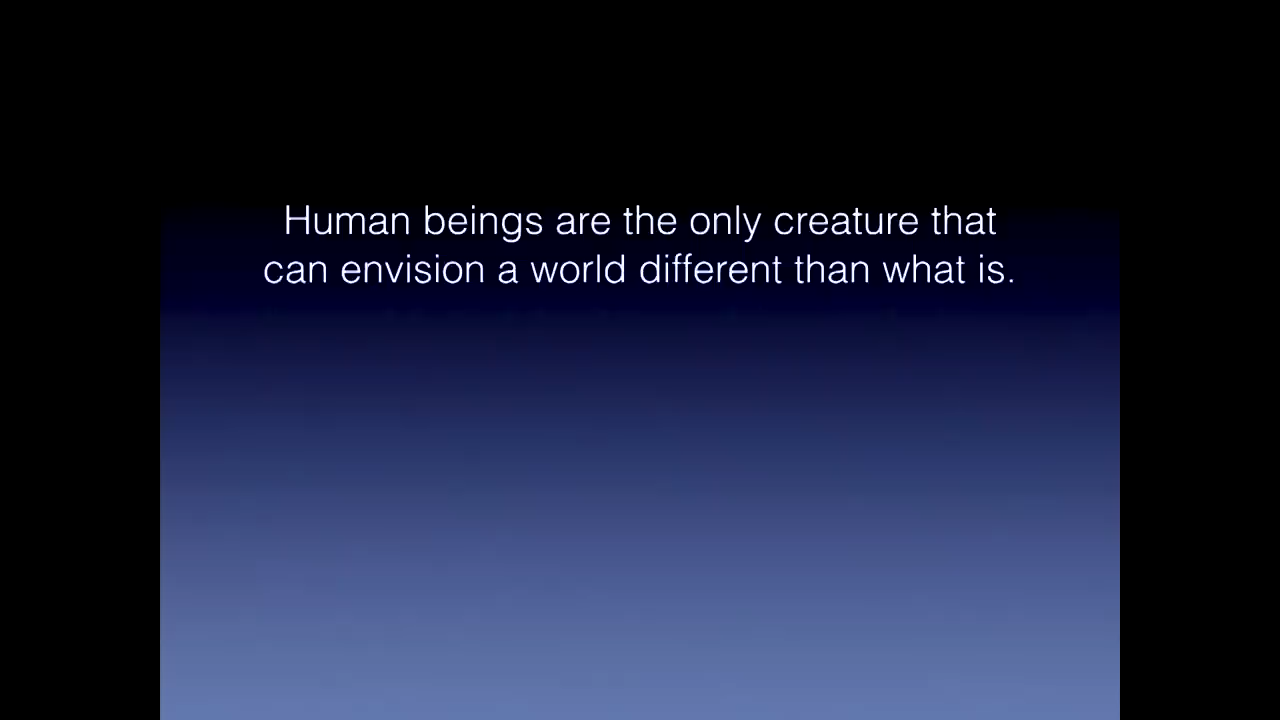 Human beings are the only creature that
can envision a world different than what is.